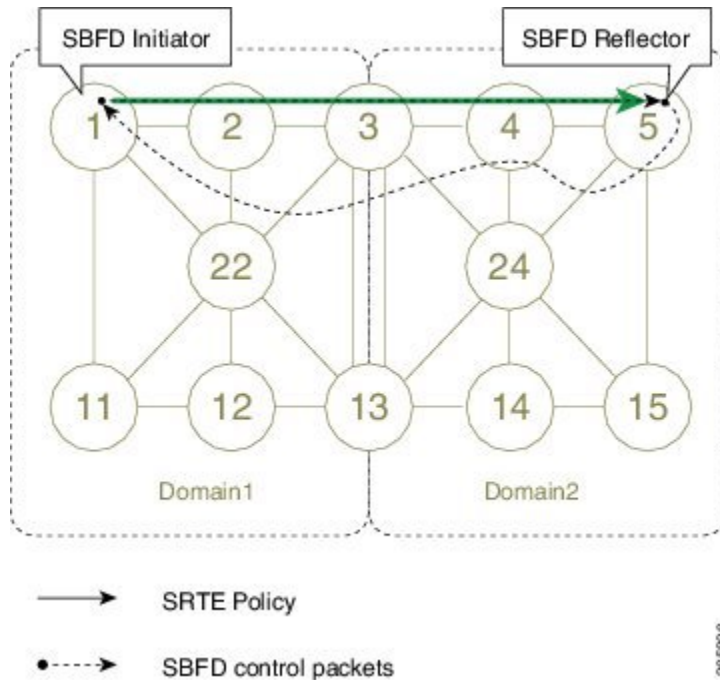 SBFD Initiator
SBFD Reflector
1
2
3
4
5
22
24
11
12
13
14
15
Domain1
Domain2
SRTE Policy
SBFD control packets